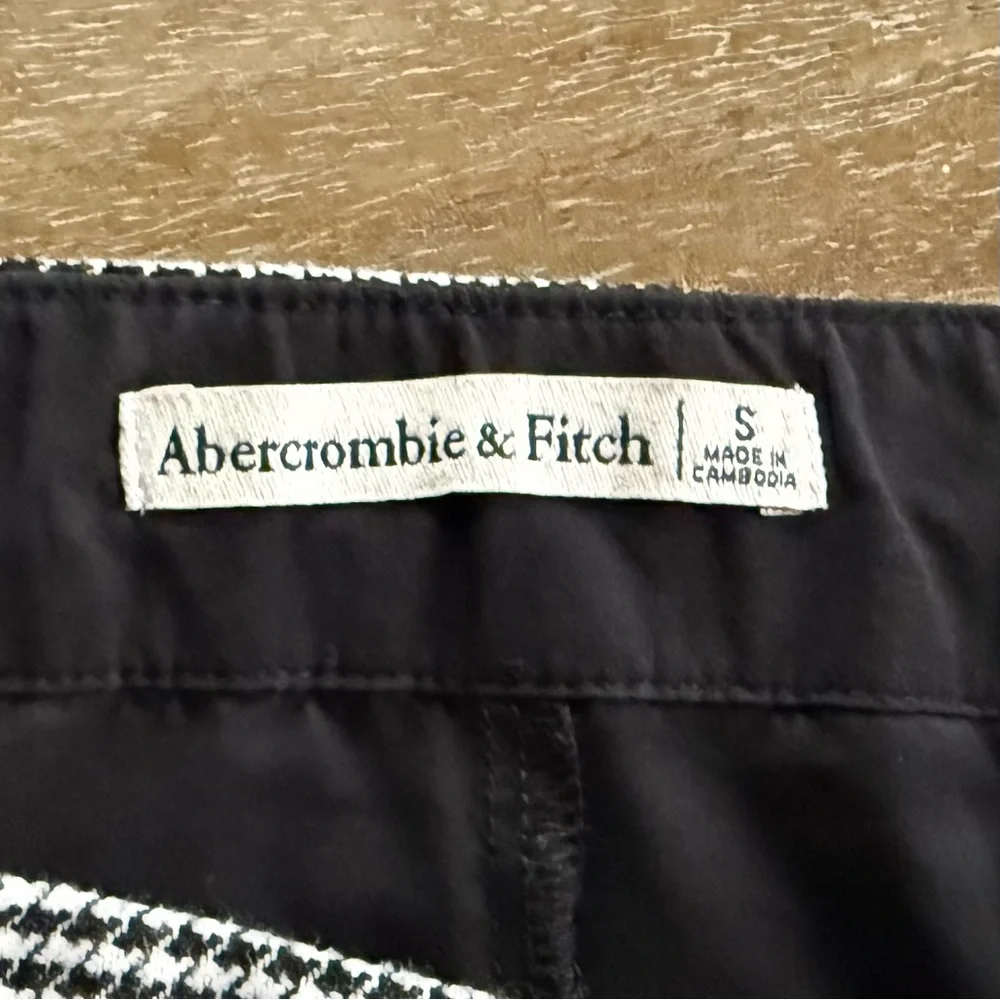 Abercrombie & Fitch | S
MADE IN
CAMBODIA